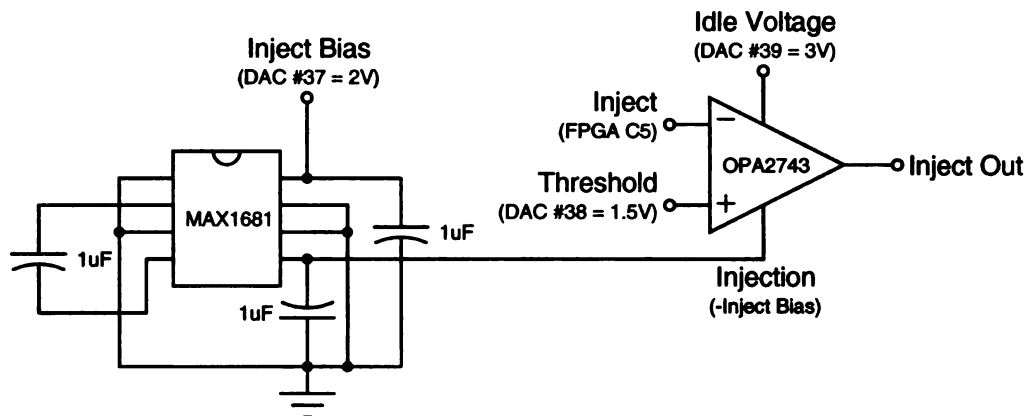 Inject Bias
(DAC #37 = 2V)
Idle Voltage
(DAC #39 = 3V)
Inject
(FPGA C5)
−
OPA2743
Inject Out
Threshold
(DAC #38 = 1.5V)
+
MAX1681
1uF
1uF
1uF
Injection
(-Inject Bias)